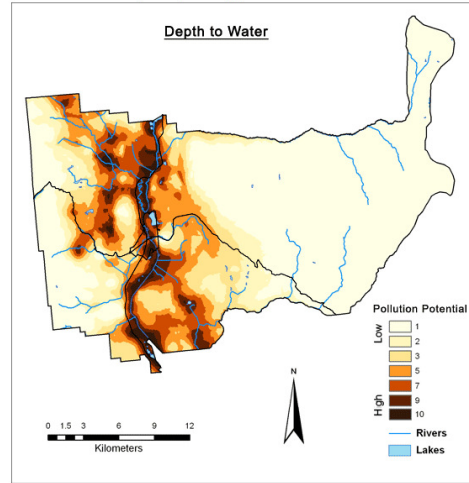 Depth to Water
Pollution Potential
Low
High
1
2
3
5
7
9
10
Rivers
Lakes
N
0 1.5 3 6 9 12
Kilometers